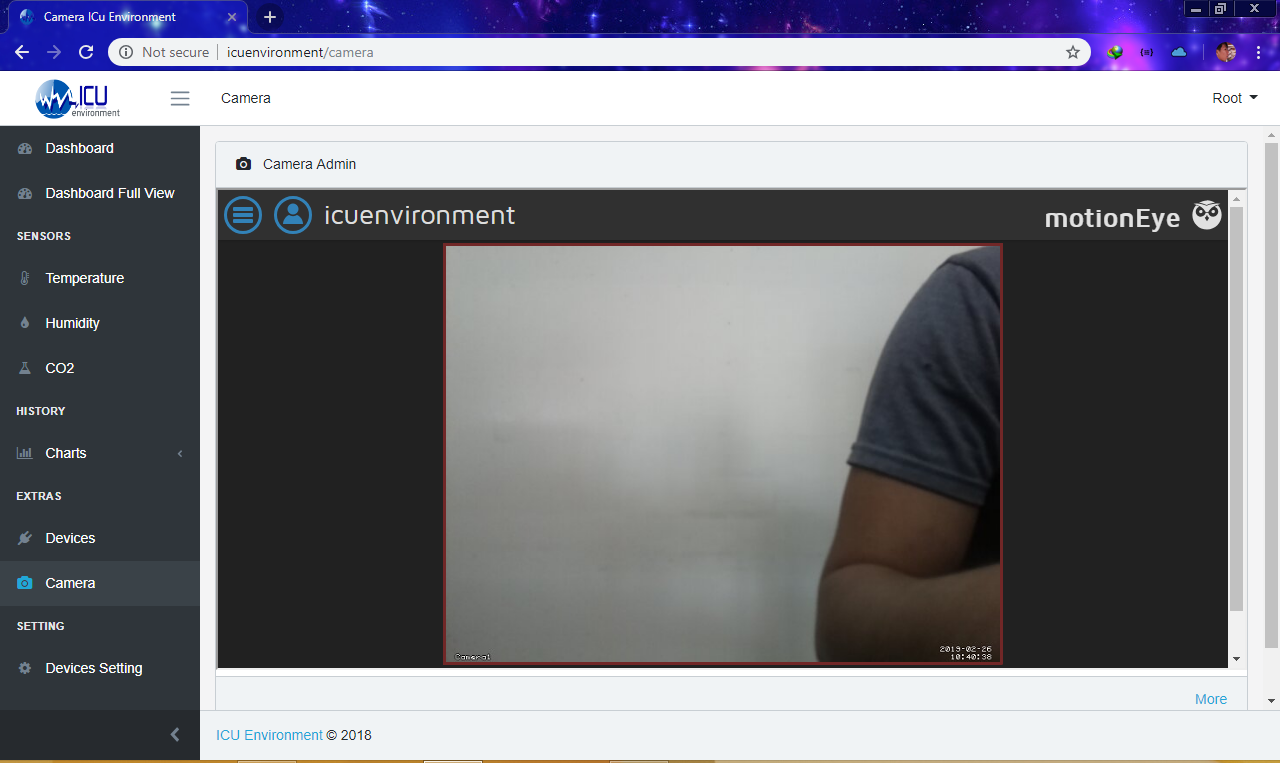 Camera ICu Environment
Not secure
icuenvironment/camera
ICU
environment
Camera
Root
Dashboard
Dashboard Full View
SENSORS
Temperature
Humidity
CO2
HISTORY
Charts
EXTRAS
Devices
Camera
SETTING
Devices Setting
Camera Admin
icuenvironment
motionEye
Camera1
2019-02-26
10:40:38
More
ICU Environment © 2018